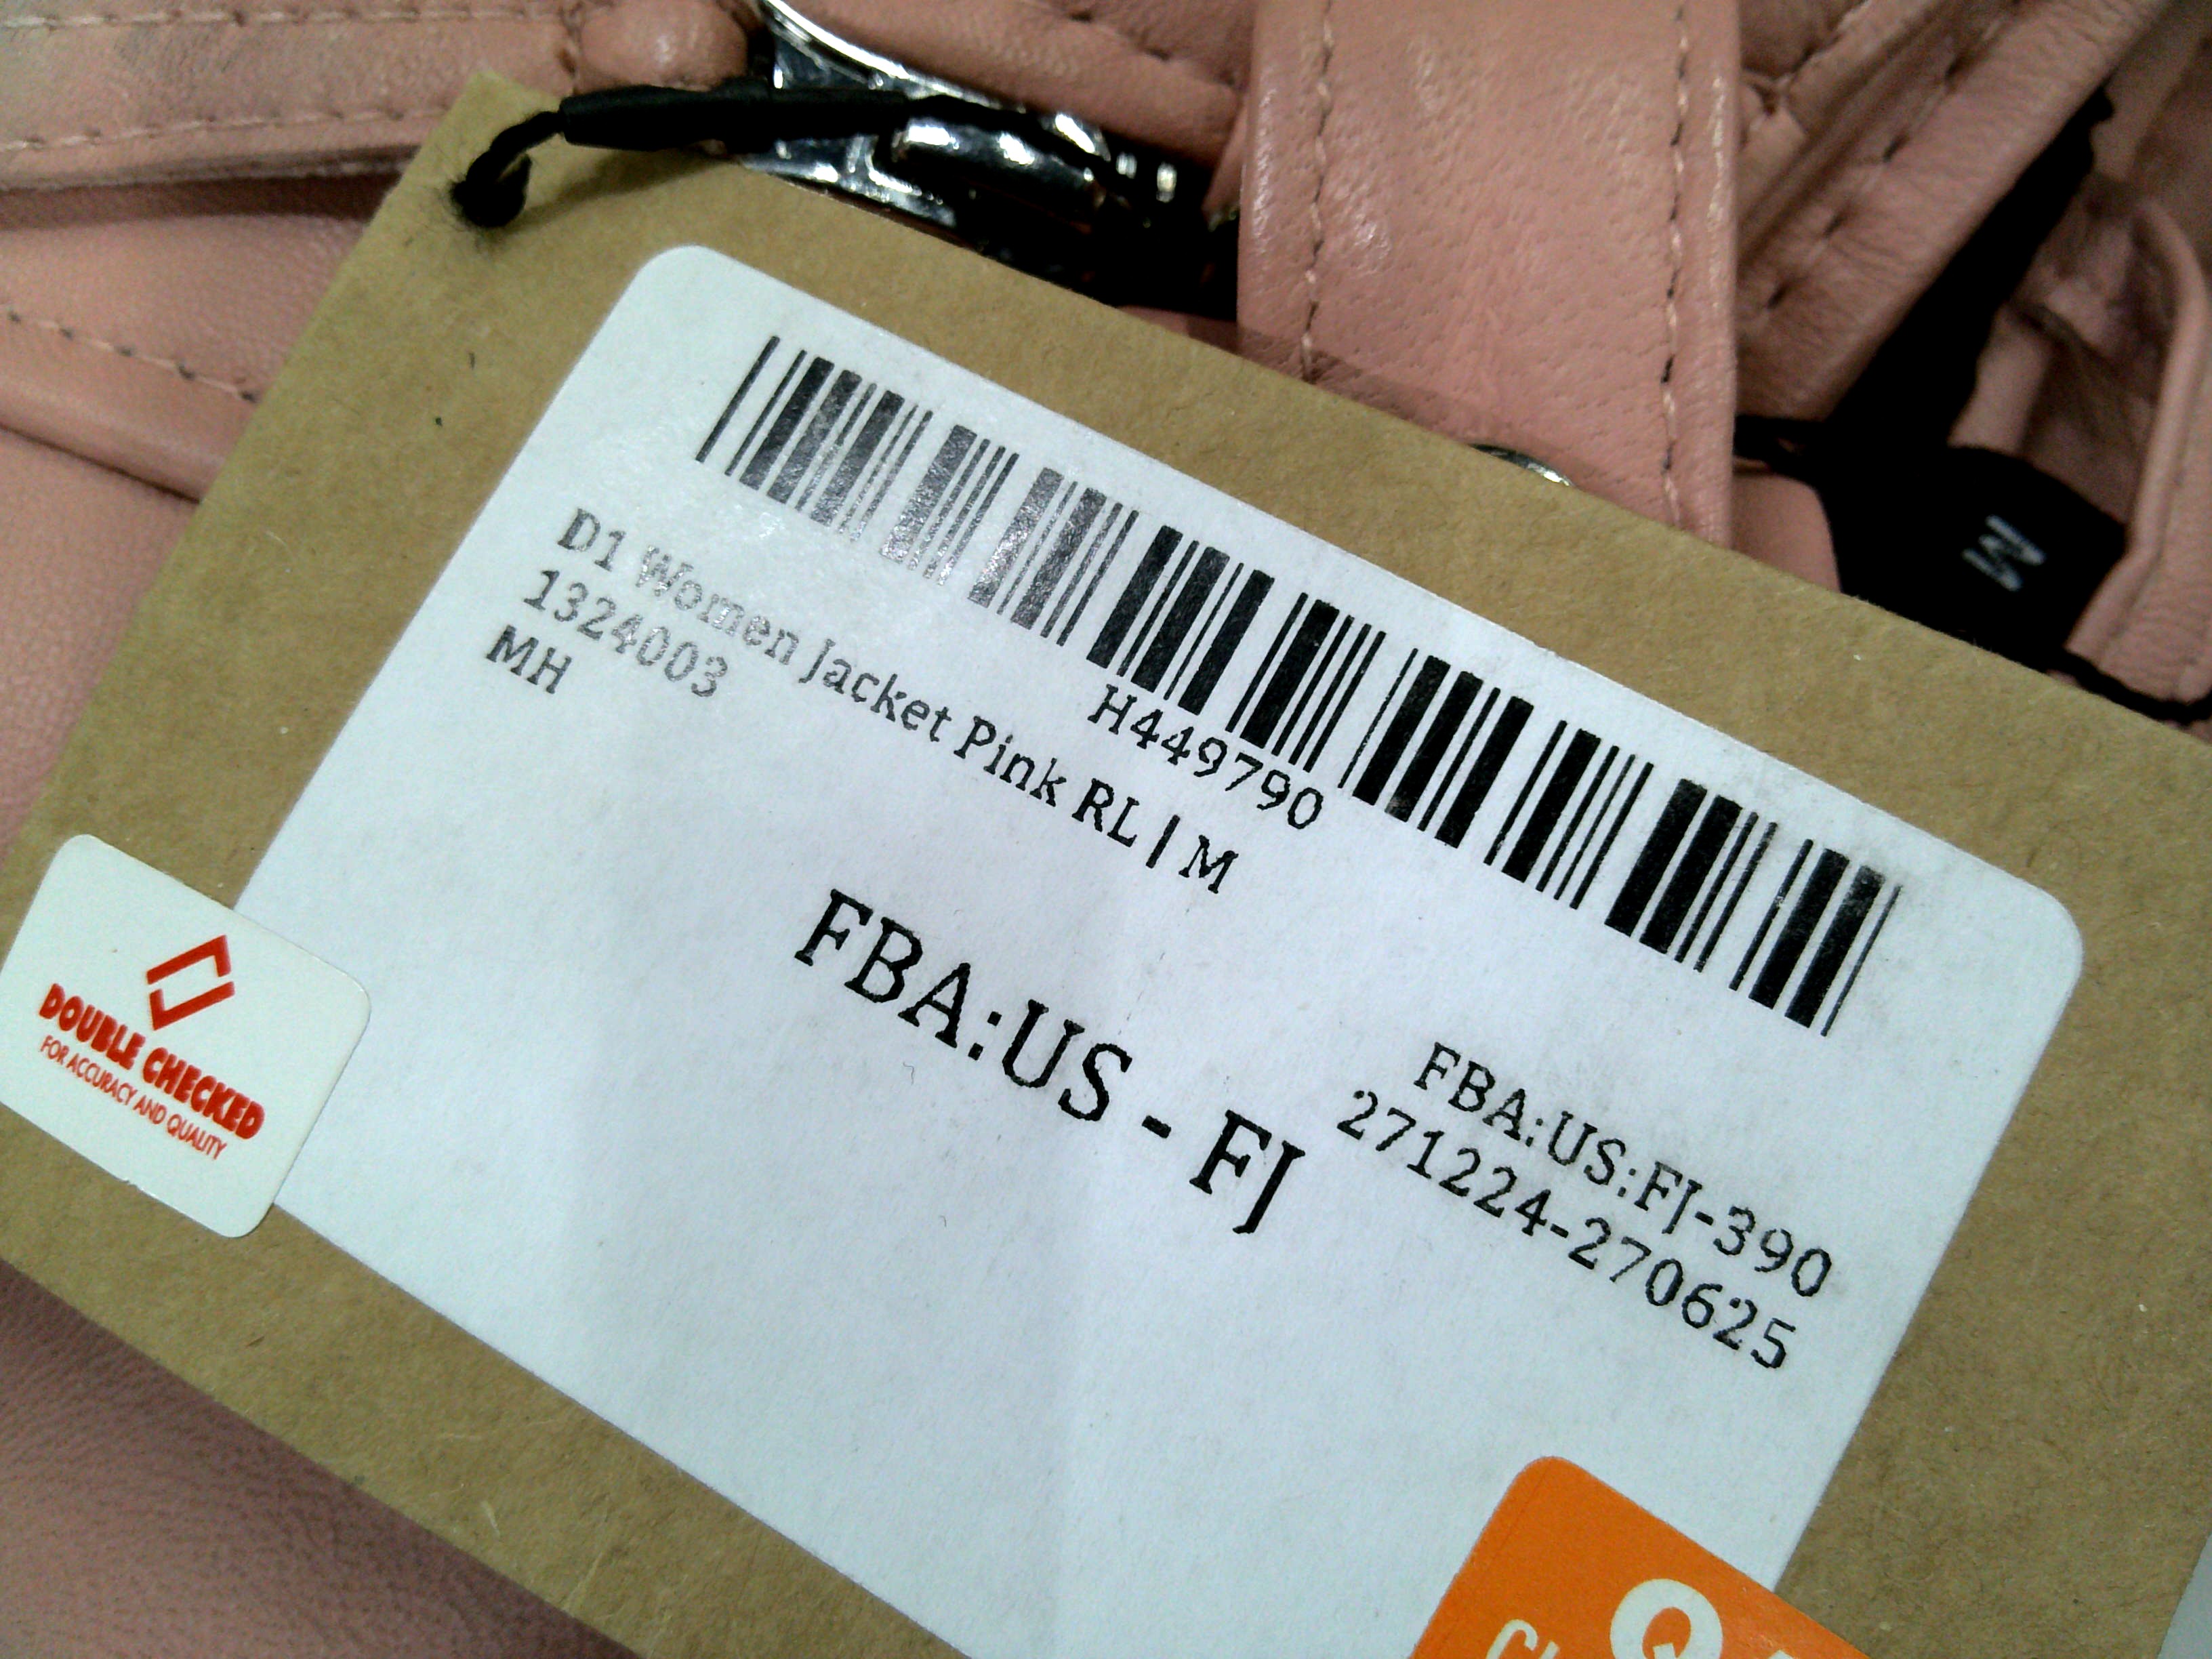 M
H449790
D1 Women Jacket Pink RL | M
1324003
MH
FBA:US - FJ
FBA:US:FJ-390
271224-270625
DOUBLE CHECKED
FOR ACCURACY AND QUALITY
Q